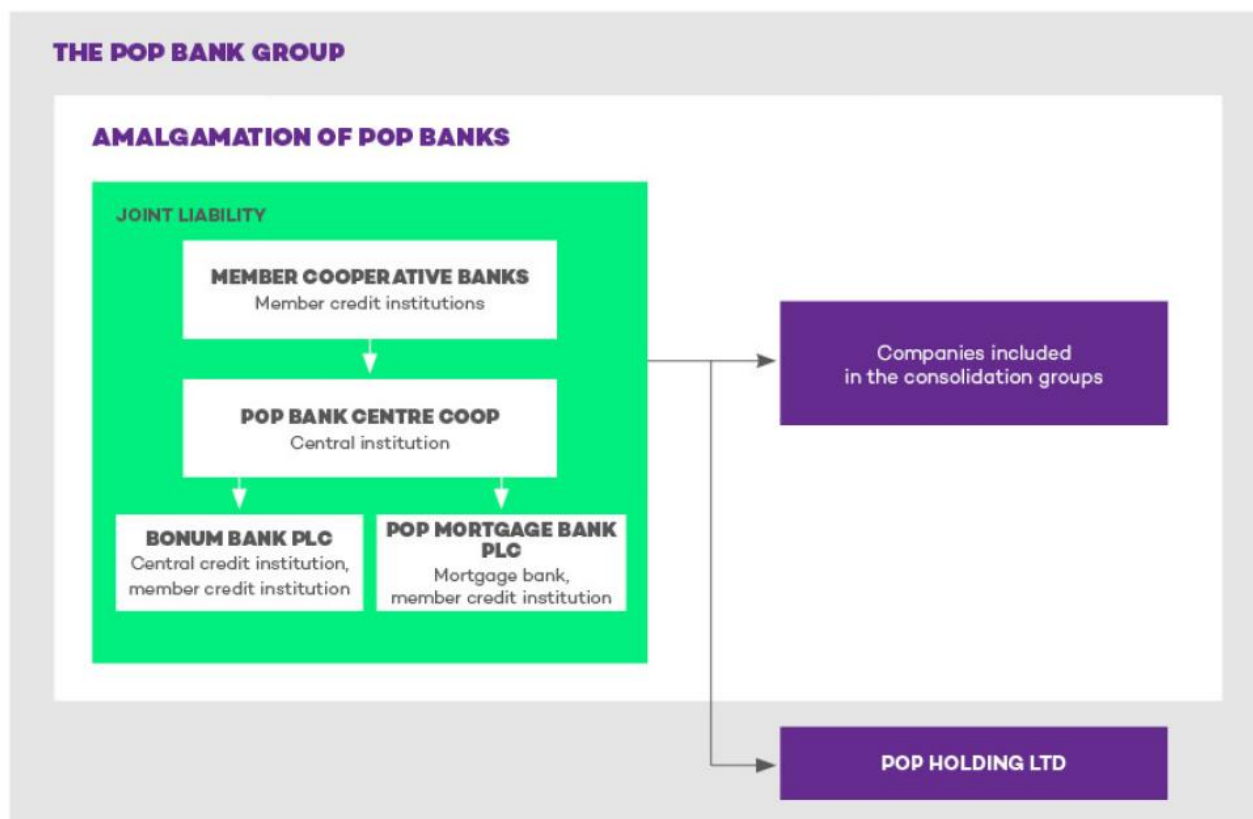 THE POP BANK GROUP
AMALGAMATION OF POP BANKS
JOINT LIABILITY
MEMBER COOPERATIVE BANKS
Member credit institutions
POP BANK CENTRE COOP
Central institution
BONUM BANK PLC
Central credit institution,
member credit institution
POP MORTGAGE BANK
PLC
Mortgage bank,
member credit institution
Companies included
in the consolidation groups
POP HOLDING LTD